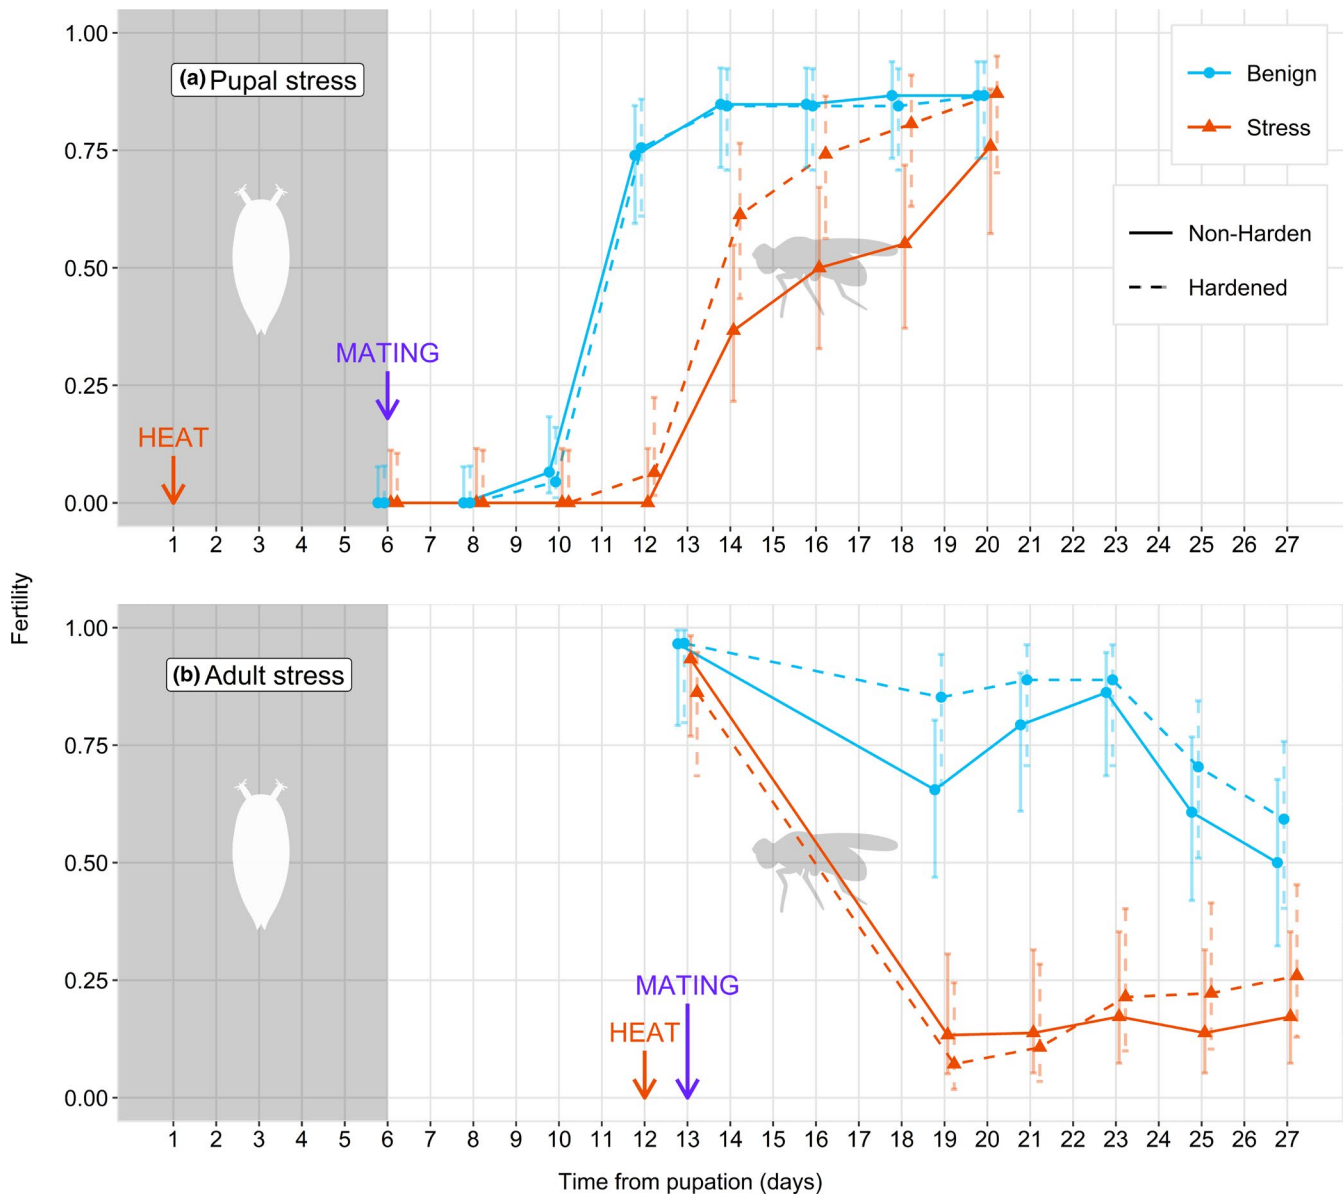 1.00
(a) Pupal stress
Benign
Stress
0.75
Non-Harden
Hardened
0.50
MATING
0.25
HEAT
0.00
1 2 3 4 5 6 7 8 9 10 11 12 13 14 15 16 17 18 19 20 21 22 23 24 25 26 27
Fertility
1.00
(b) Adult stress
0.75
0.50
0.25
MATING
HEAT
0.00
1 2 3 4 5 6 7 8 9 10 11 12 13 14 15 16 17 18 19 20 21 22 22 23 25 26 27
Time from pupation (days)